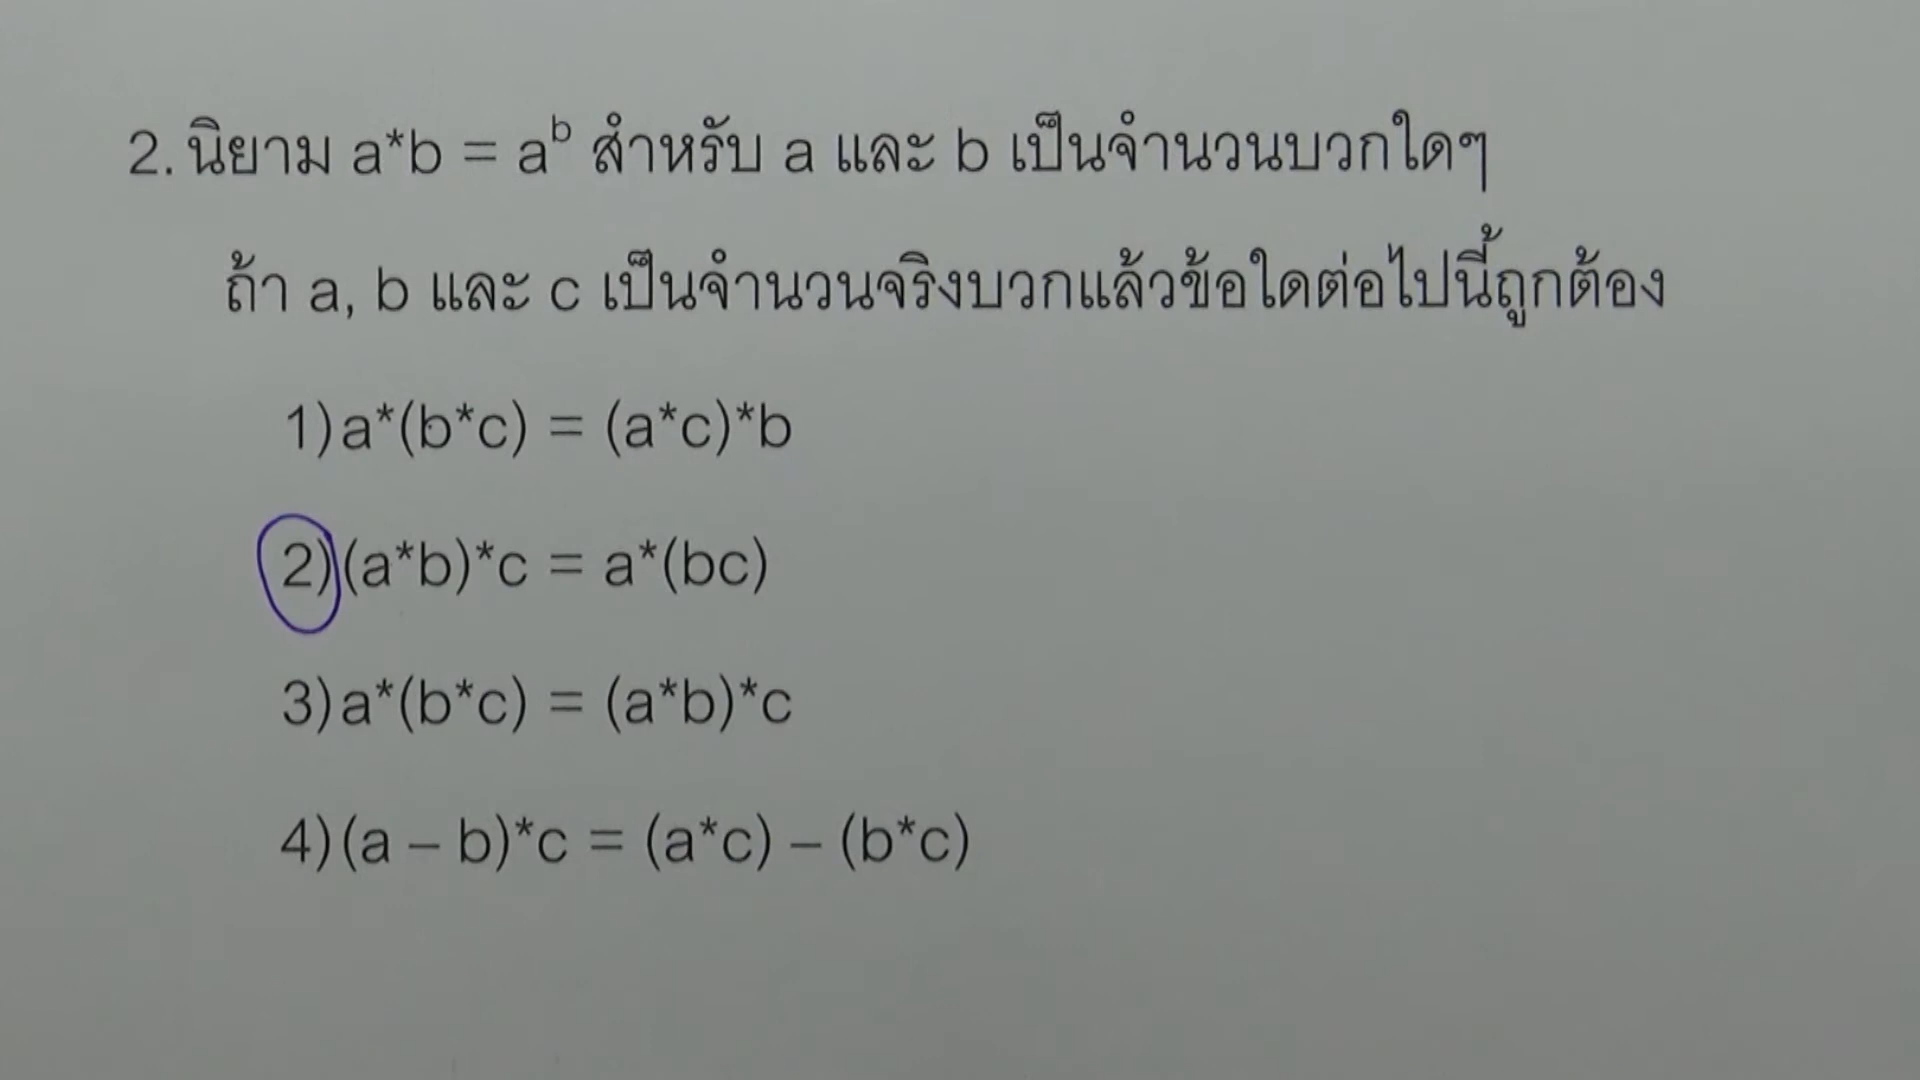 2. นิยาม a*b = aᵇ สำหรับ a และ b เป็นจำนวนบวกใดๆ
ถ้า a, b และ c เป็นจำนวนจริงบวกแล้วข้อใดต่อไปนี้ถูกต้อง
1) a*(b*c) = (a*c)*b
2) (a*b)*c = a*(bc)
3) a*(b*c) = (a*b)*c
4) (a – b)*c = (a*c) – (b*c)